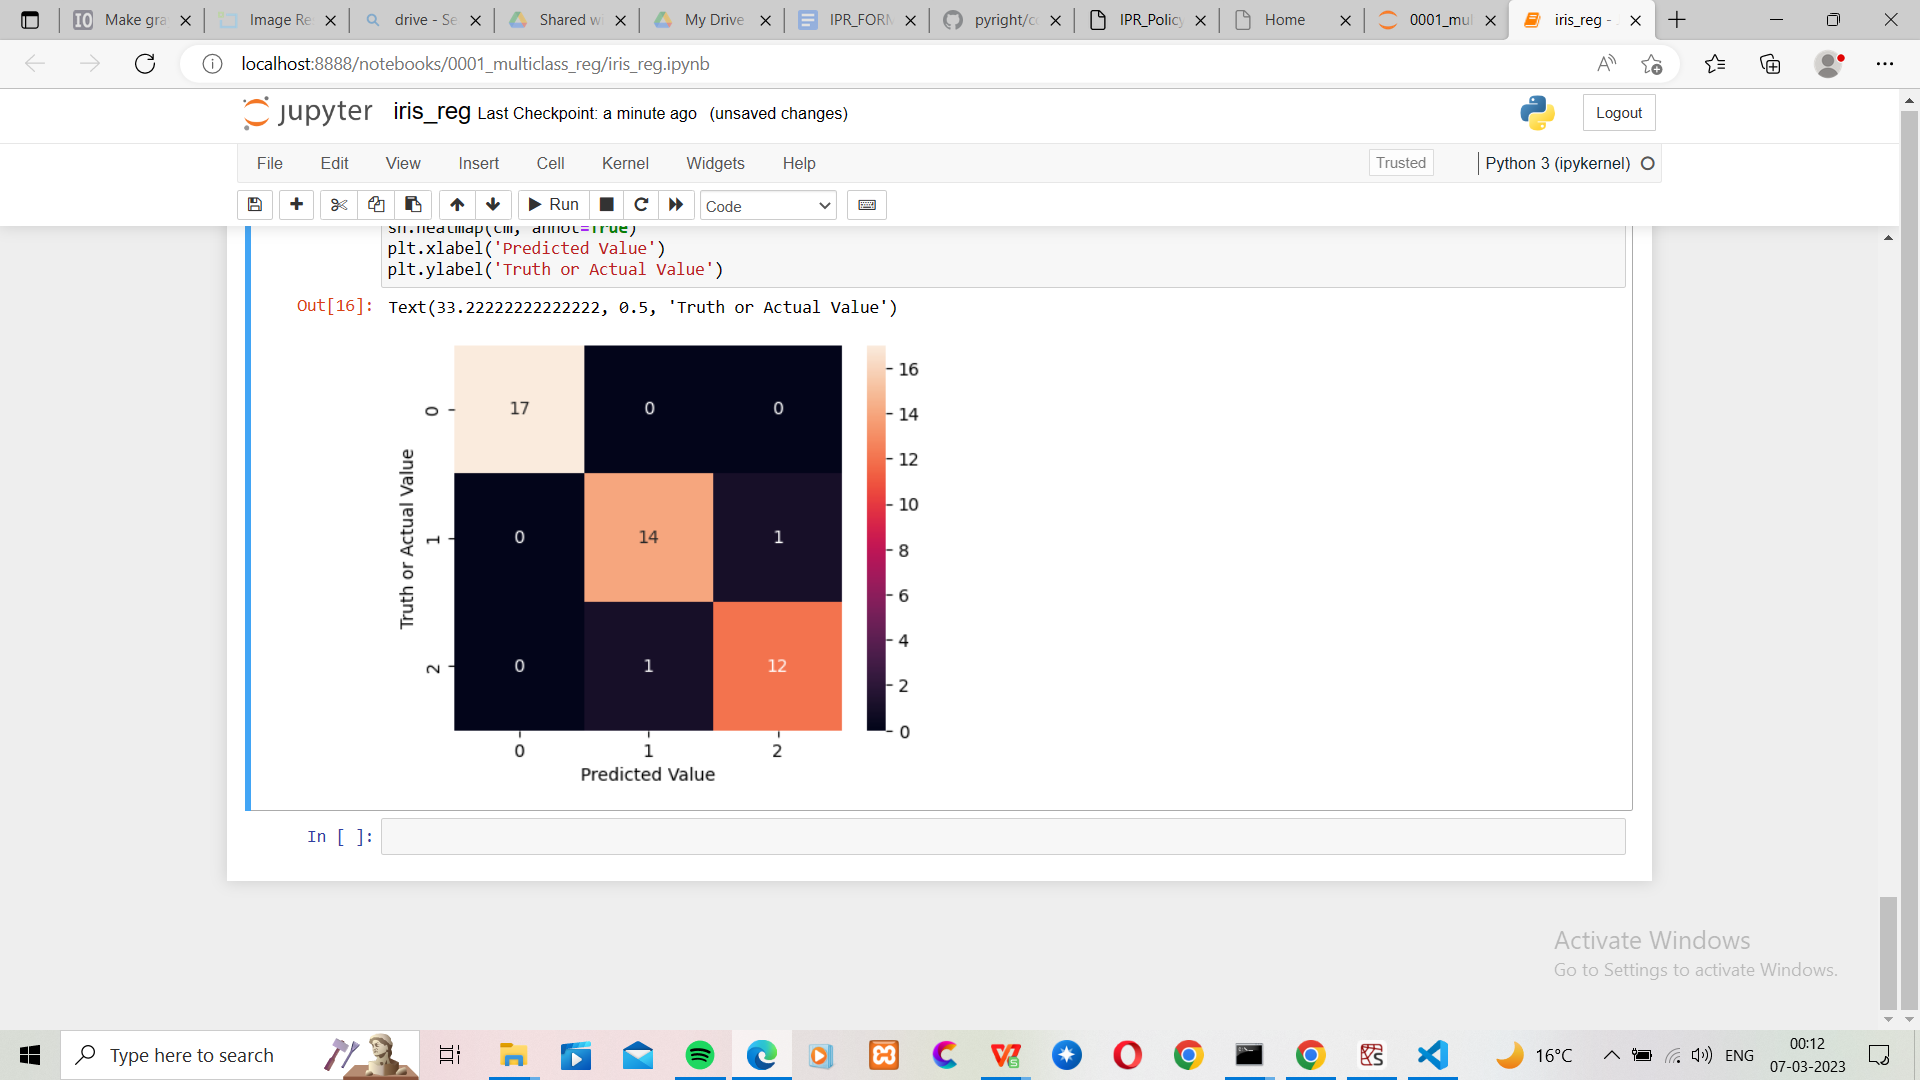 Make gra
Image Re
drive - Se
Shared w
My Drive
IPR_FORM
pyright/c
IPR_Policy
Home
0001_mul
iris_reg -
localhost:8888/notebooks/0001_multiclass_reg/iris_reg.ipynb
jupyter iris_reg Last Checkpoint: a minute ago (unsaved changes)
Logout
File Edit View Insert Cell Kernel Widgets Help
Trusted
Python 3 (ipykernel)
Run
Code
sn.heatmap(cm, annot=True)
plt.xlabel('Predicted Value')
plt.ylabel('Truth or Actual Value')
Out[16]: Text(33.22222222222222, 0.5, 'Truth or Actual Value')
Truth or Actual Value
0 17 0 0
1 0 14 1
2 0 1 12
0 1 2
Predicted Value
16
14
12
10
8
6
4
2
0
In [ ]:
Activate Windows
Go to Settings to activate Windows.
Type here to search
16°C
ENG
00:12
07-03-2023